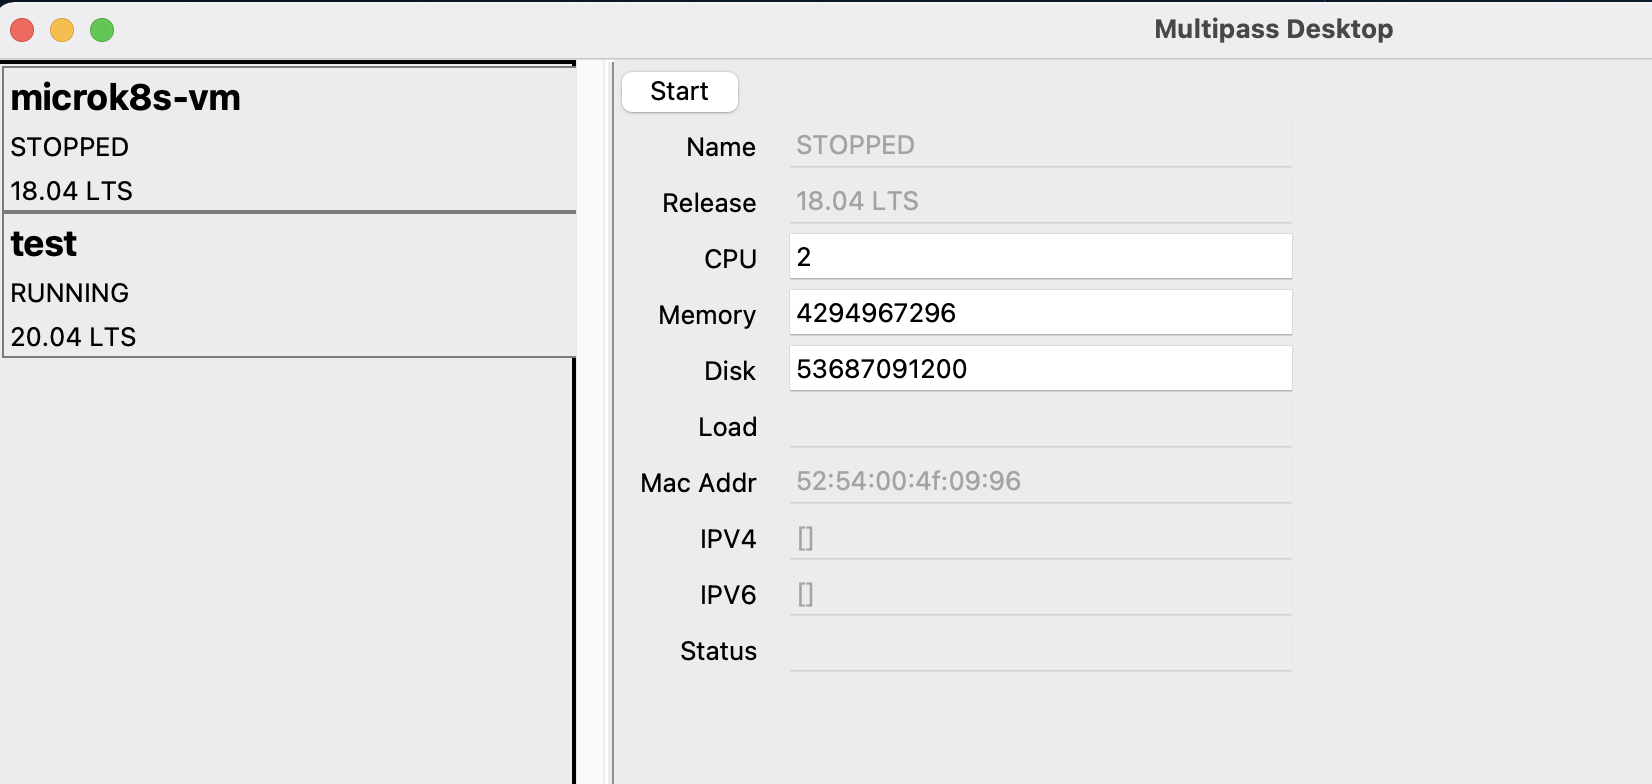 Multipass Desktop
microk8s-vm
STOPPED
18.04 LTS
test
RUNNING
20.04 LTS
Start
Name STOPPED
Release 18.04 LTS
CPU 2
Memory 4294967296
Disk 53687091200
Load
Mac Addr 52:54:00:4f:09:96
IPV4 []
IPV6 []
Status